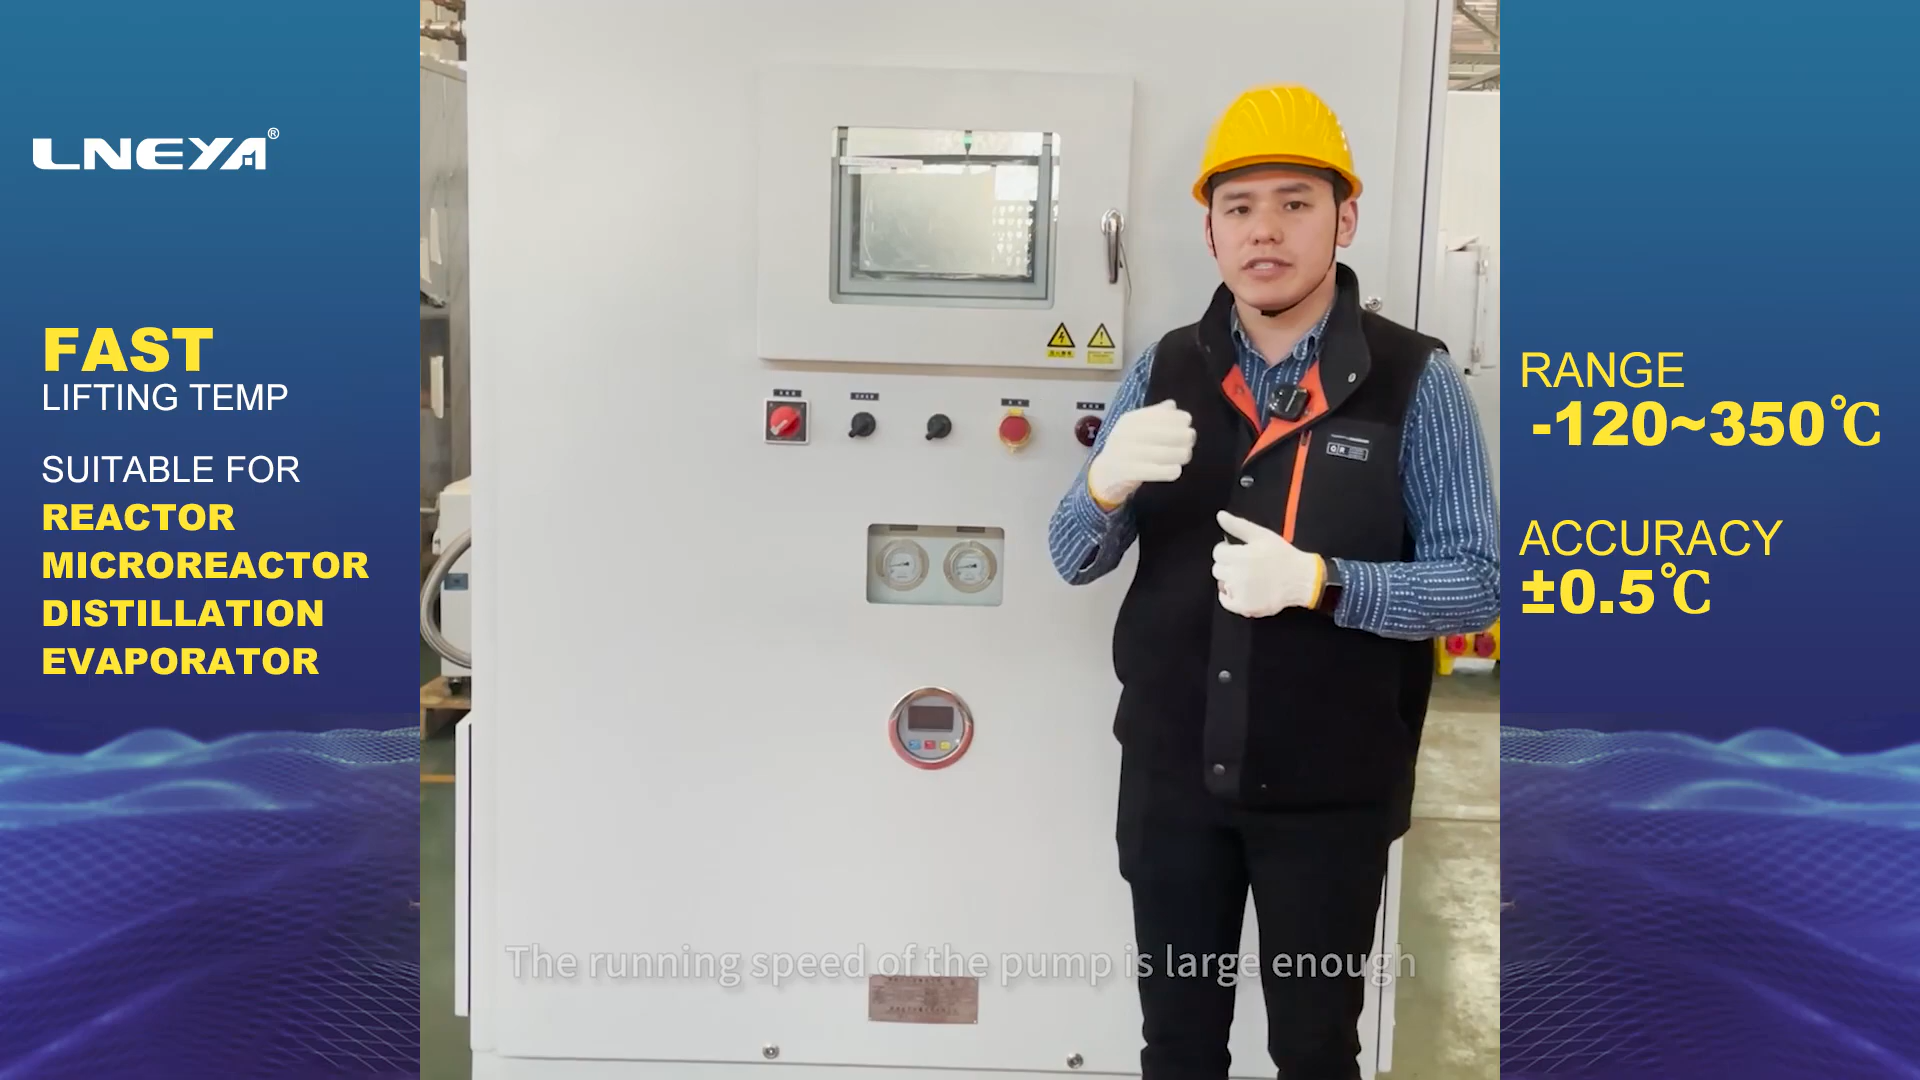 LNEYA®
FAST
LIFTING TEMP
SUITABLE FOR
REACTOR
MICROREACTOR
DISTILLATION
EVAPORATOR
RANGE
-120~350℃
ACCURACY
±0.5℃
The running speed of the pump is large enough